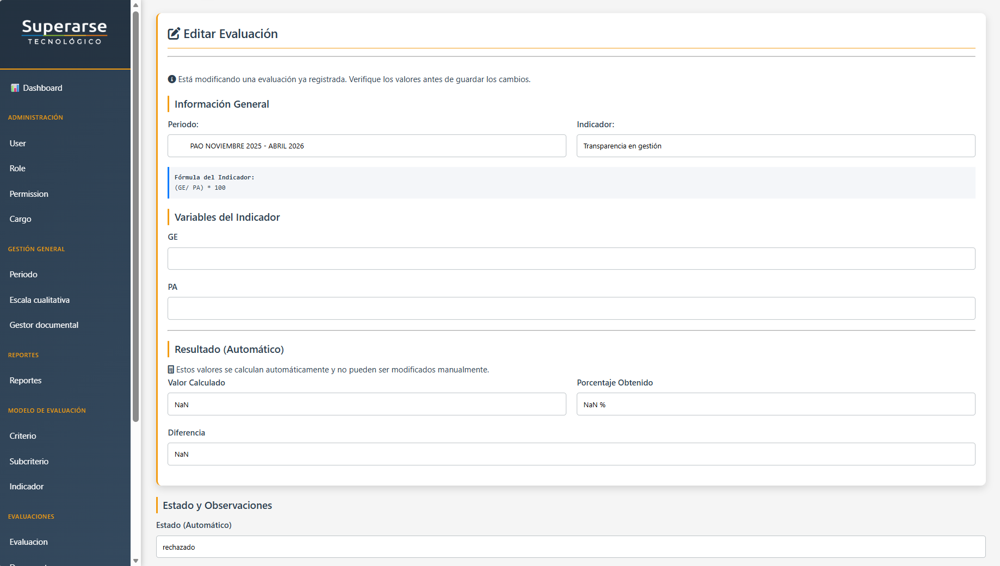 Superarse
TECNOLÓGICO
Dashboard
ADMINISTRACIÓN
User
Role
Permission
Cargo
GESTIÓN GENERAL
Periodo
Escala cualitativa
Gestor documental
REPORTES
Reportes
MODELO DE EVALUACIÓN
Criterio
Subcriterio
Indicador
EVALUACIONES
Evaluacion
Editar Evaluación
Está modificando una evaluación ya registrada. Verifique los valores antes de guardar los cambios.
Información General
Periodo:
PAO NOVIEMBRE 2025 - ABRIL 2026
Indicador:
Transparencia en gestión
Fórmula del Indicador:
(GE/ PA) * 100
Variables del Indicador
GE
PA
Resultado (Automático)
Estos valores se calculan automáticamente y no pueden ser modificados manualmente.
Valor Calculado
NaN
Porcentaje Obtenido
NaN %
Diferencia
NaN
Estado y Observaciones
Estado (Automático)
rechazado